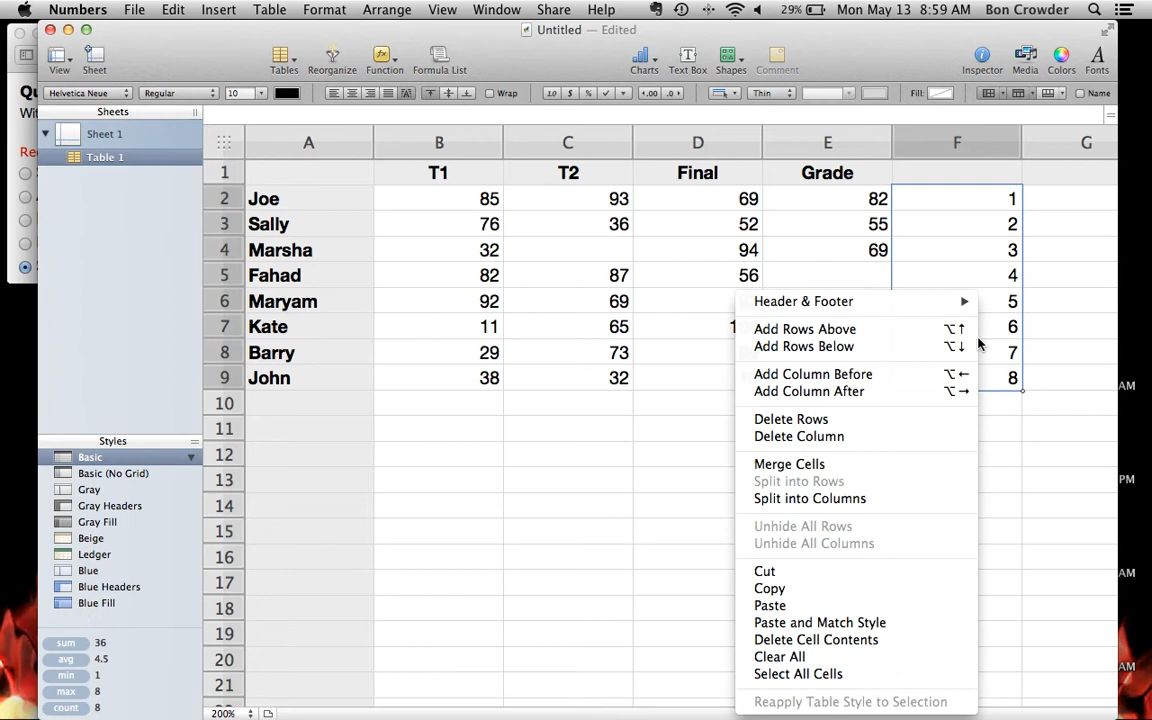 Numbers File Edit Insert Table Format Arrange View Window Share Help 29% Mon May 13 8:59 AM Bon Crowder
Untitled — Edited
View Sheet Tables Reorganize Function Formula List Charts Text Box Shapes Comment Inspector Media Colors Fonts
Helvetica Neue Regular 10 Wrap 1.0 $ % .00 .0 Thin Fill: Name
Sheets
Sheet 1
Table 1
A B C D E F G
1 T1 T2 Final Grade
2 Joe 85 93 69 82 1
3 Sally 76 36 52 55 2
4 Marsha 32 94 69 3
5 Fahad 82 87 56 4
6 Maryam 92 69 5
7 Kate 11 65 1 6
8 Barry 29 73 7
9 John 38 32 8
10
11
12
13
14
15
16
17
18
19
20
21
Header & Footer
Add Rows Above ⌥↑
Add Rows Below ⌥↓
Add Column Before ⌥←
Add Column After ⌥→
Delete Rows
Delete Column
Merge Cells
Split into Rows
Split into Columns
Unhide All Rows
Unhide All Columns
Cut
Copy
Paste
Paste and Match Style
Delete Cell Contents
Clear All
Select All Cells
Reapply Table Style to Selection
Styles
Basic
Basic (No Grid)
Gray
Gray Headers
Gray Fill
Beige
Ledger
Blue
Blue Headers
Blue Fill
sum 36
avg 4.5
min 1
max 8
count 8
200%
AM
PM
AM
AM